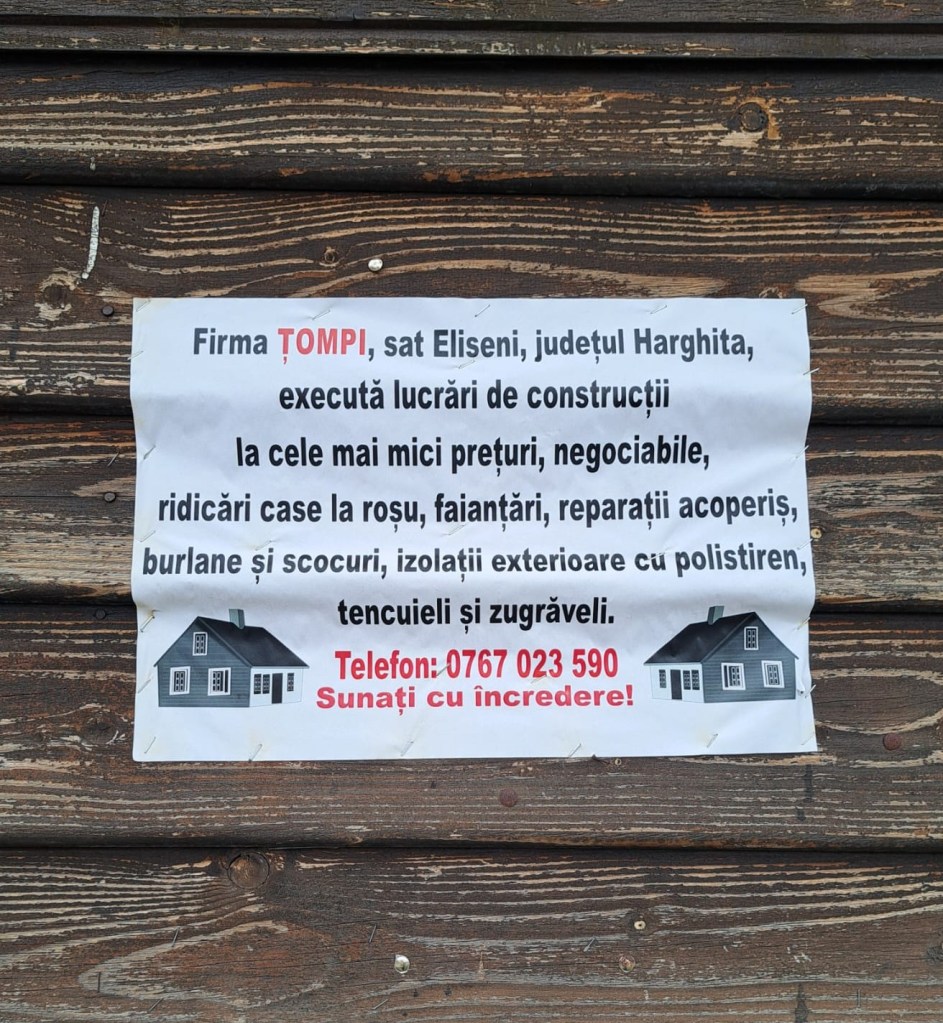 Firma ȚOMPI, sat Eliseni, județul Harghita,
execută lucrări de construcții
la cele mai mici prețuri, negociabile,
ridicări case la roșu, faianțări, reparații acoperiș,
burlane și scocuri, izolații exterioare cu polistiren,
tencuieli și zugrăveli.
Telefon: 0767 023 590
Sunați cu încredere!